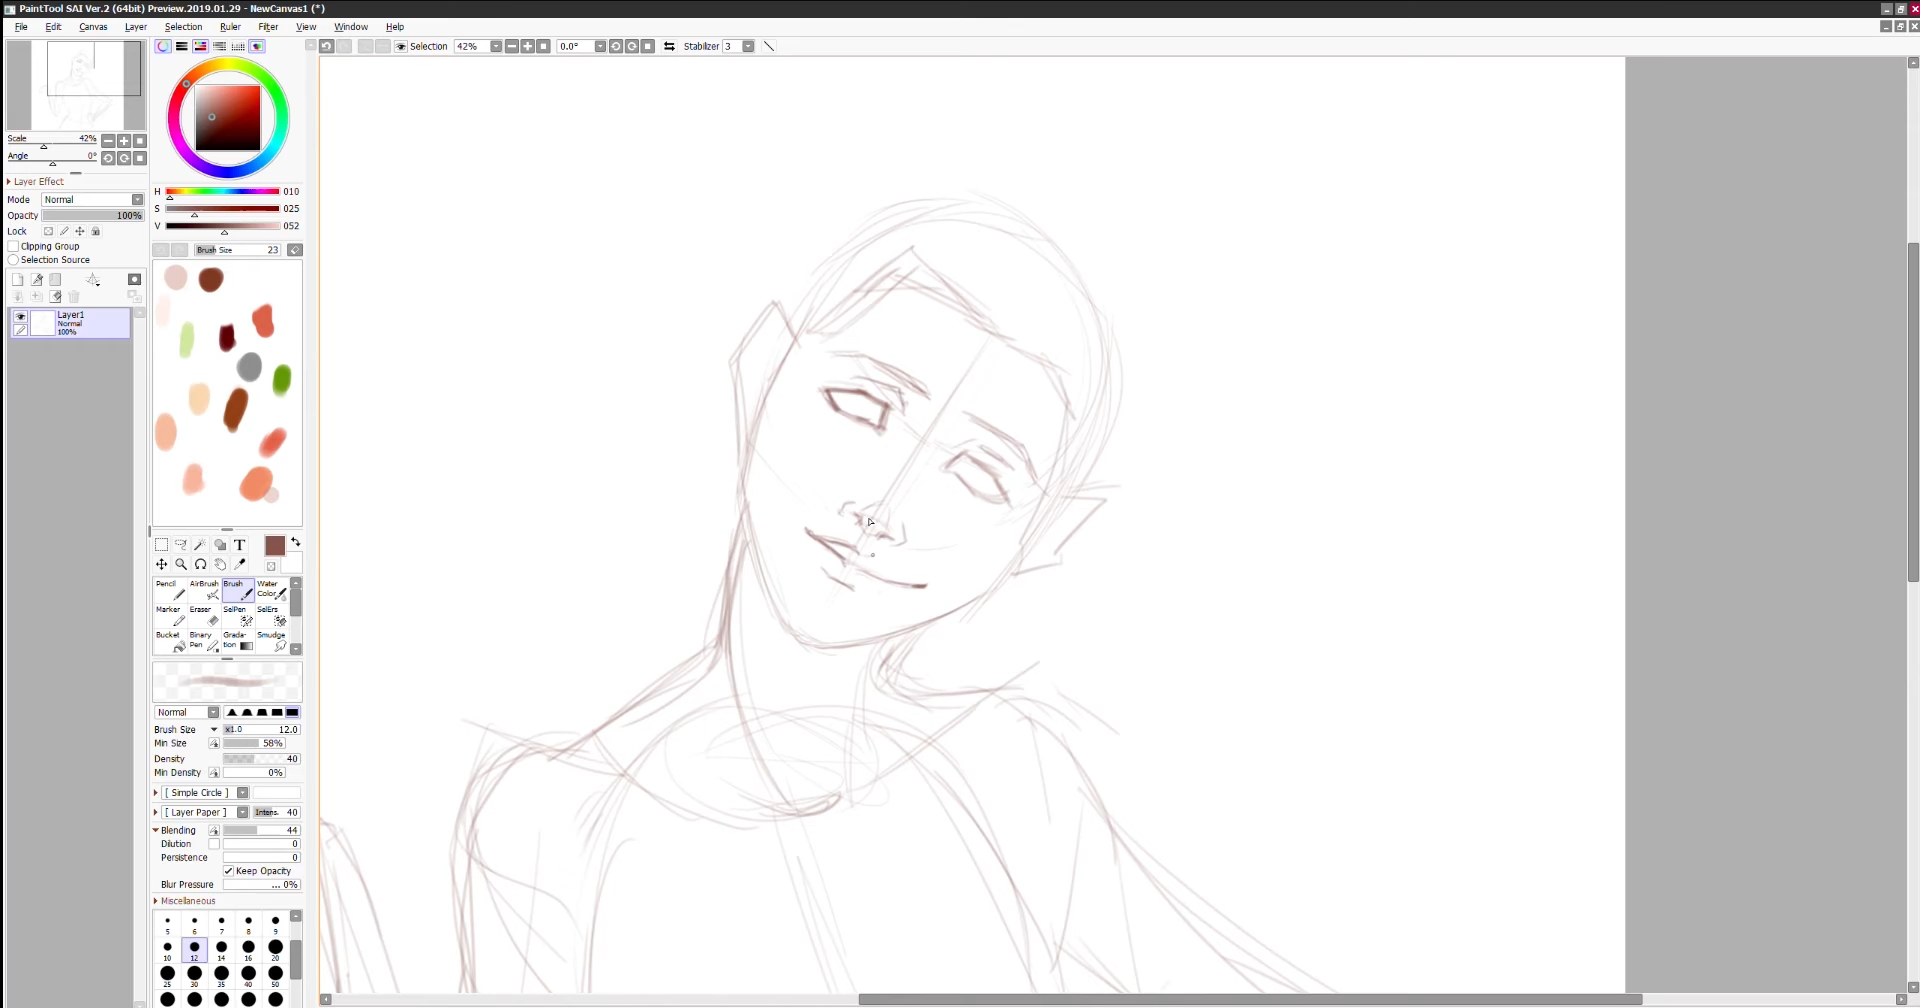 PaintTool SAI Ver.2 (64bit) Preview.2019.01.29 - NewCanvas1 (*)
File Edit Canvas Layer Selection Ruler Filter View Window Help
Selection 42% 0.0° Stabilizer 3
Scale 42%
Angle 0°
Layer Effect
Mode Normal
Opacity 100%
Lock
Clipping Group
Selection Source
Layer1
Normal
100%
H 010
S 025
V 052
Brush Size 23
T
Pencil AirBrush Brush Water Color
Marker Eraser SelPen SelErs
Bucket Binary Pen Gradation Smudge
Normal
Brush Size x1.0 12.0
Min Size 58%
Density 40
Min Density 0%
[ Simple Circle ]
[ Layer Paper ] Intens. 40
Blending 44
Dilution 0
Persistence 0
Keep Opacity
Blur Pressure ... 0%
Miscellaneous
5 6 7 8 9
10 12 14 16 20
25 30 35 40 50